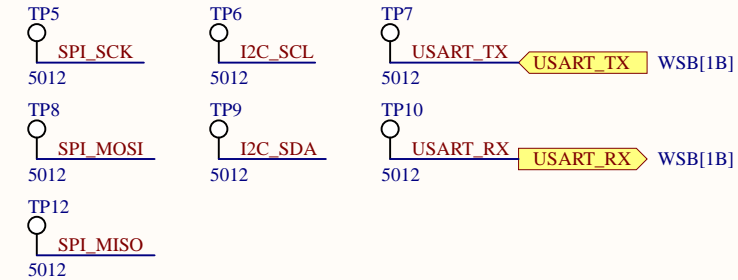 TP5 TP6 TP7
SPI_SCK I2C_SCL USART_TX USART_TX WSB[1B]
5012 5012 5012
TP8 TP9 TP10
SPI_MOSI I2C_SDA USART_RX USART_RX WSB[1B]
5012 5012 5012
TP12
SPI_MISO
5012